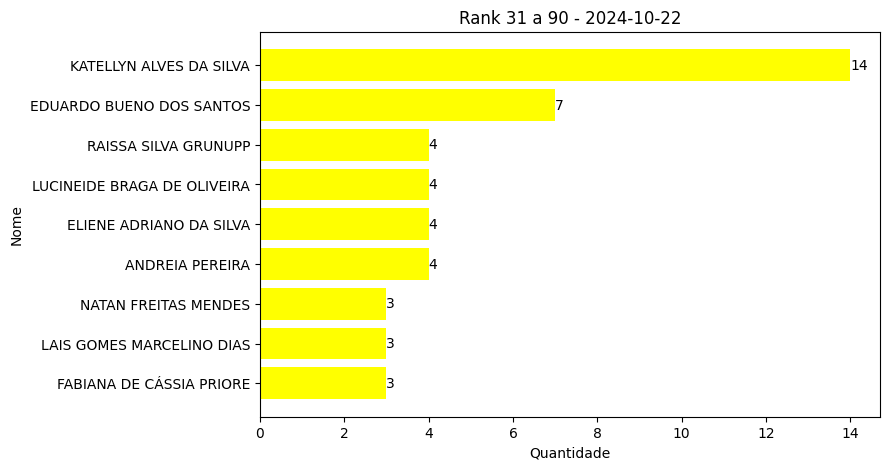 Rank 31 a 90 - 2024-10-22
Nome
KATELLYN ALVES DA SILVA 14
EDUARDO BUENO DOS SANTOS 7
RAISSA SILVA GRUNUPP 4
LUCINEIDE BRAGA DE OLIVEIRA 4
ELIENE ADRIANO DA SILVA 4
ANDREIA PEREIRA 4
NATAN FREITAS MENDES 3
LAIS GOMES MARCELINO DIAS 3
FABIANA DE CÁSSIA PRIORE 3
0 2 4 6 8 10 12 14
Quantidade